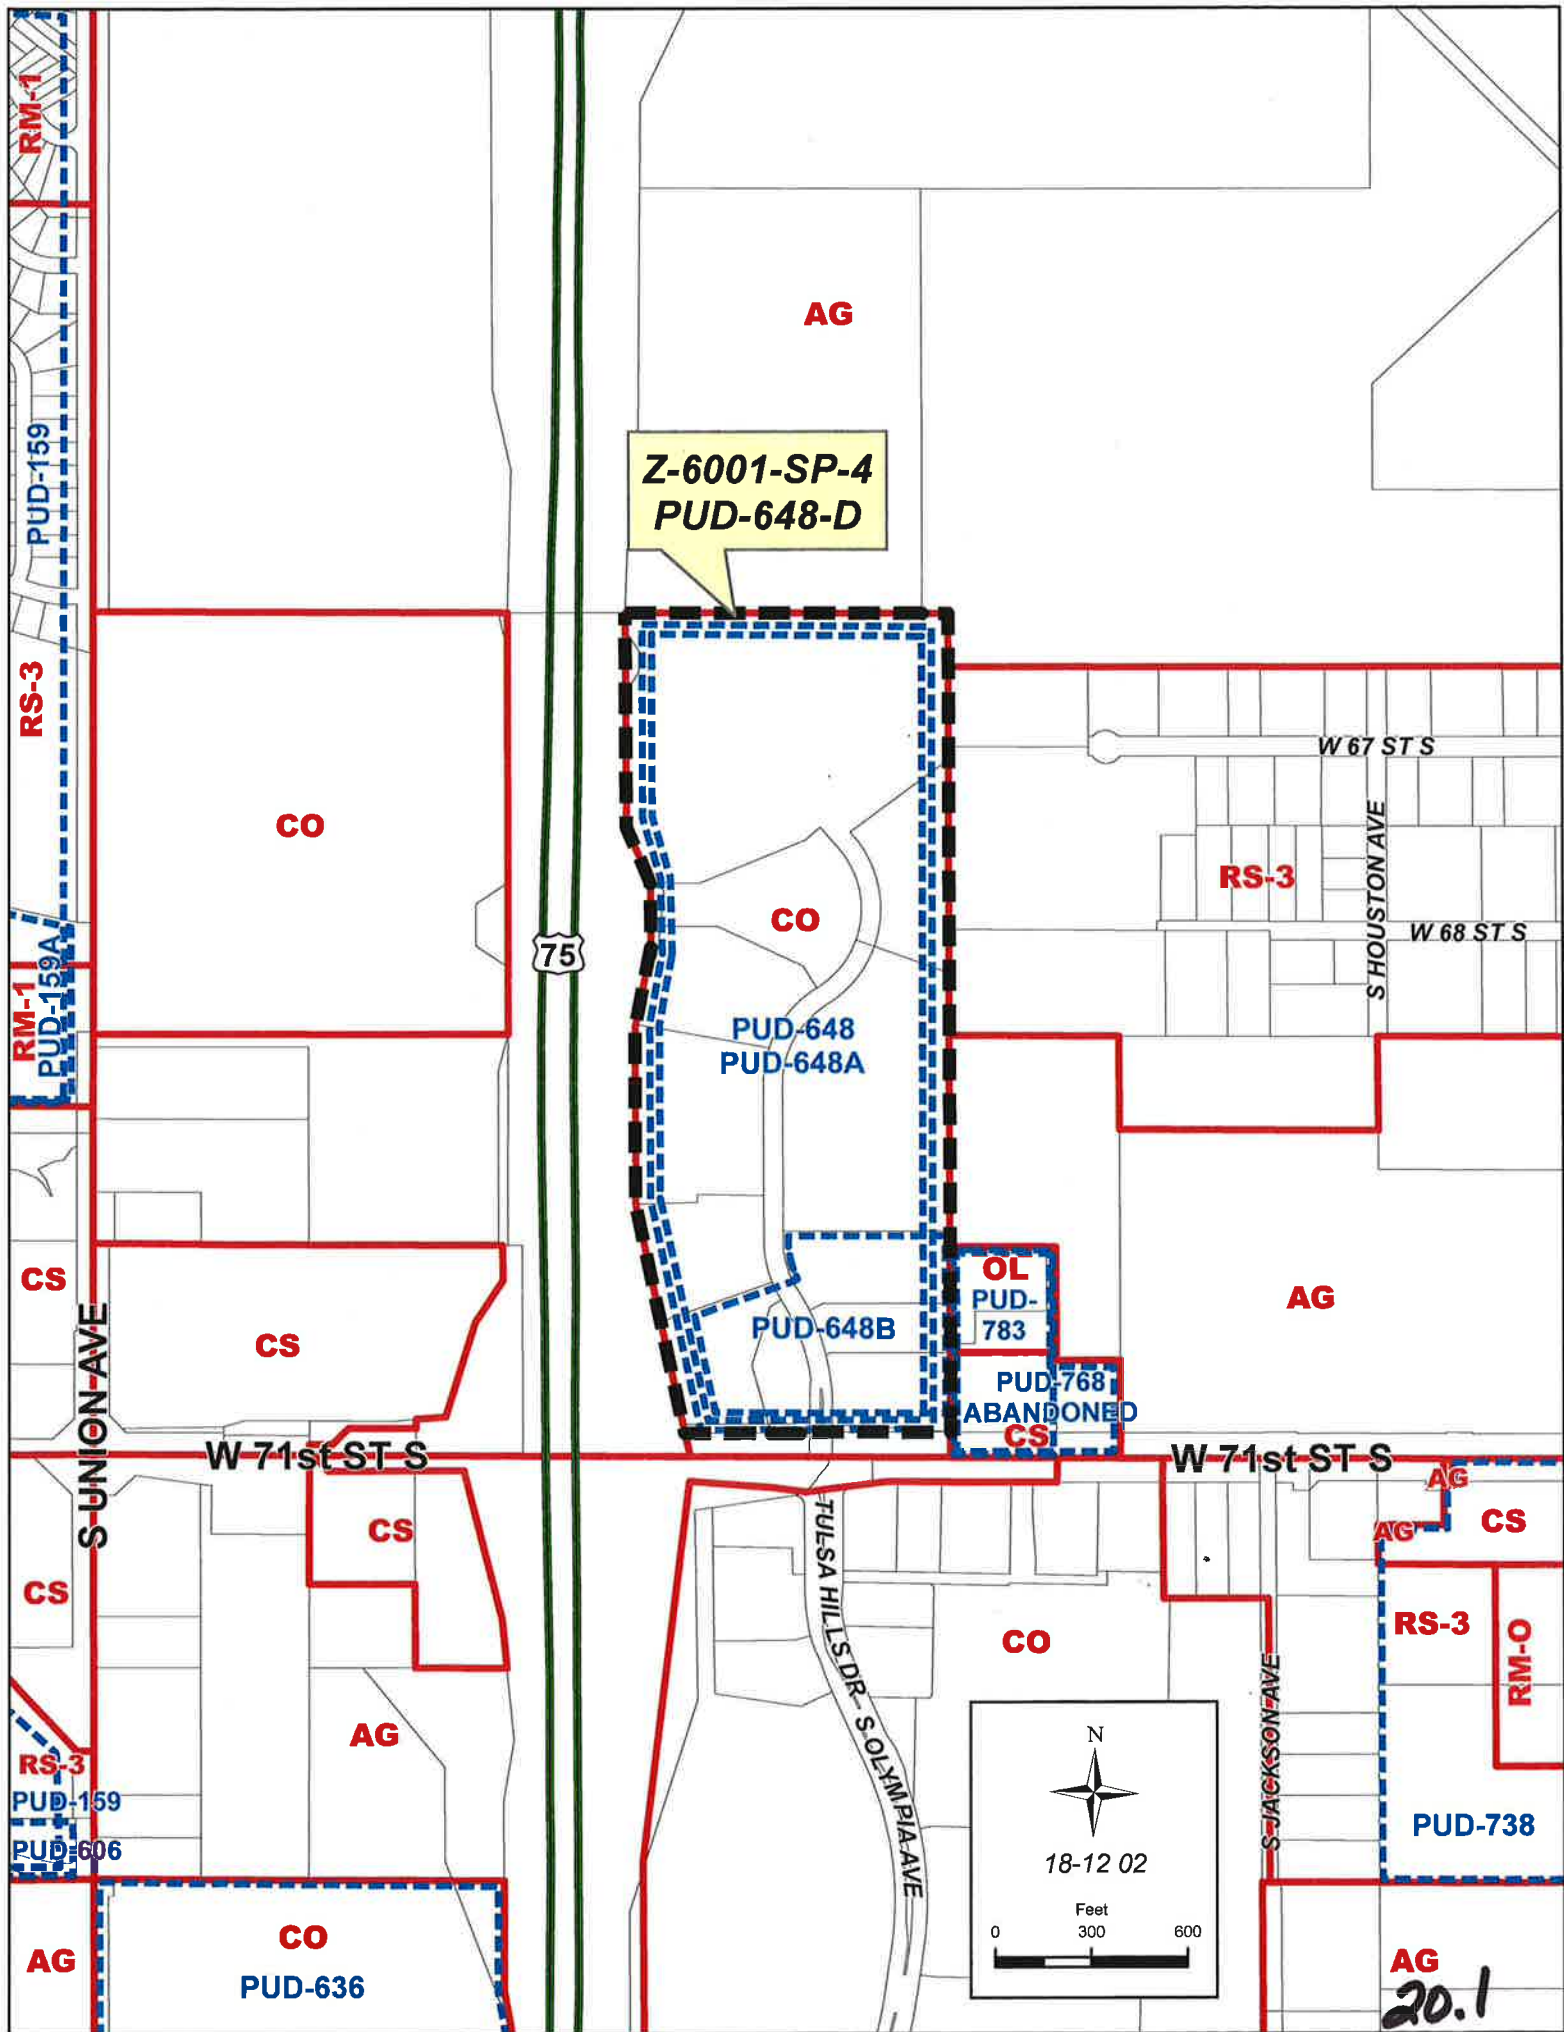 RM-1
AG
Z-6001-SP-4
PUD-648-D
PUD-159
RS-3
W 67 ST S
CO
S HOUSTON AVE
RS-3
CO
W 68 ST S
75
RM-1
PUD-159A
PUD-648
PUD-648A
CS
OL
PUD-
783
AG
PUD-648B
CS
S UNION AVE
PUD-768
ABANDONED
CS
W 71st ST S
W 71st ST S
AG
CS
AG
CS
CS
TULSA HILLS DR - S OLYMPIA AVE
RS-3
CO
RM-O
S JACKSON AVE
AG
RS-3
PUD-159
PUD-606
N
18-12 02
Feet
0 300 600
PUD-738
CO
PUD-636
AG
AG
20.1